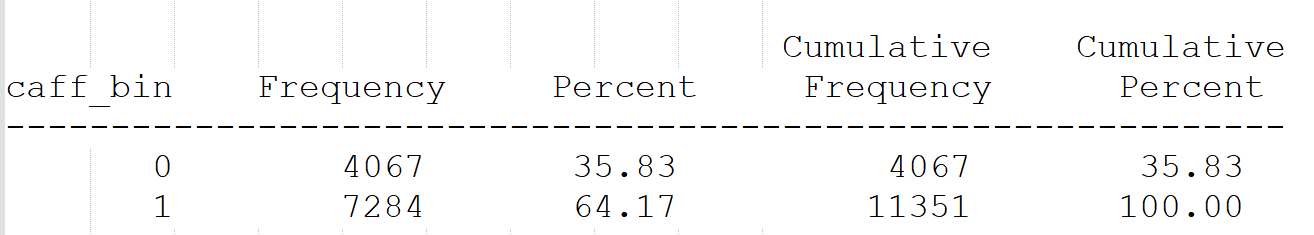 Cumulative Cumulative
caff_bin Frequency Percent Frequency Percent
----------------------------------------------------------------
0 4067 35.83 4067 35.83
1 7284 64.17 11351 100.00